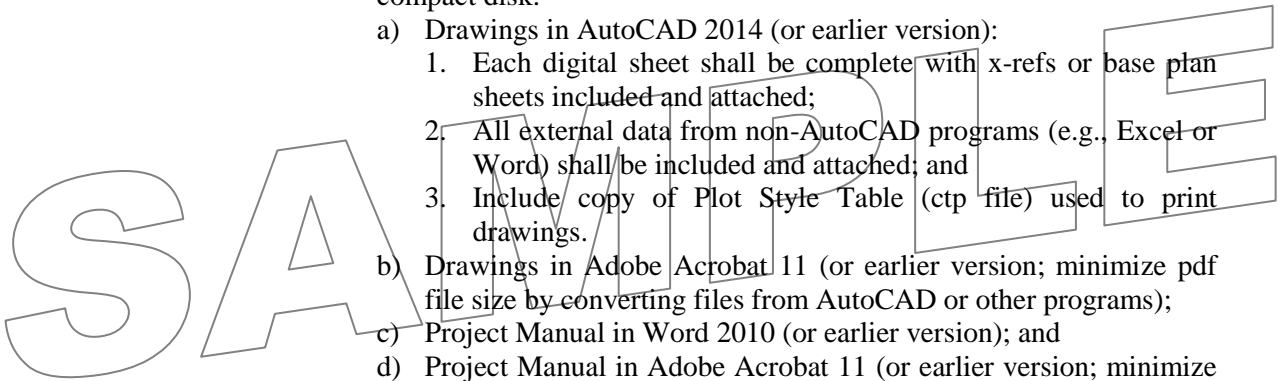 compact disk:
a) Drawings in AutoCAD 2014 (or earlier version):
1. Each digital sheet shall be complete with x-refs or base plan
sheets included and attached;
2. All external data from non-AutoCAD programs (e.g., Excel or
Word) shall be included and attached; and
3. Include copy of Plot Style Table (ctp file) used to print
drawings.
b) Drawings in Adobe Acrobat 11 (or earlier version; minimize pdf
file size by converting files from AutoCAD or other programs);
c) Project Manual in Word 2010 (or earlier version); and
d) Project Manual in Adobe Acrobat 11 (or earlier version; minimize
SAMPLE